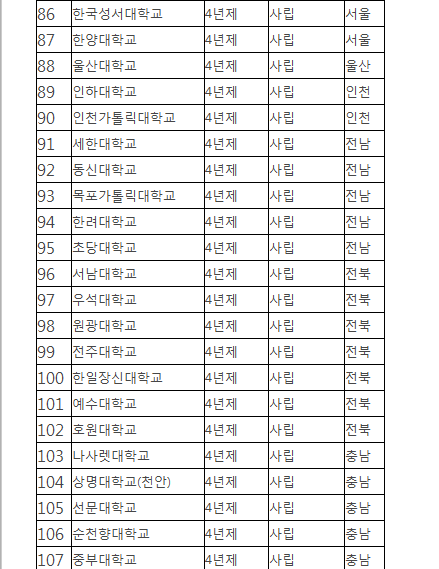 86 한국성서대학교 4년제 사립 서울
87 한양대학교 4년제 사립 서울
88 울산대학교 4년제 사립 울산
89 인하대학교 4년제 사립 인천
90 인천가톨릭대학교 4년제 사립 인천
91 세한대학교 4년제 사립 전남
92 동신대학교 4년제 사립 전남
93 목포가톨릭대학교 4년제 사립 전남
94 한려대학교 4년제 사립 전남
95 초당대학교 4년제 사립 전남
96 서남대학교 4년제 사립 전북
97 우석대학교 4년제 사립 전북
98 원광대학교 4년제 사립 전북
99 전주대학교 4년제 사립 전북
100 한일장신대학교 4년제 사립 전북
101 예수대학교 4년제 사립 전북
102 호원대학교 4년제 사립 전북
103 나사렛대학교 4년제 사립 충남
104 상명대학교(천안) 4년제 사립 충남
105 선문대학교 4년제 사립 충남
106 순천향대학교 4년제 사립 충남
107 중부대학교 4년제 사립 충남